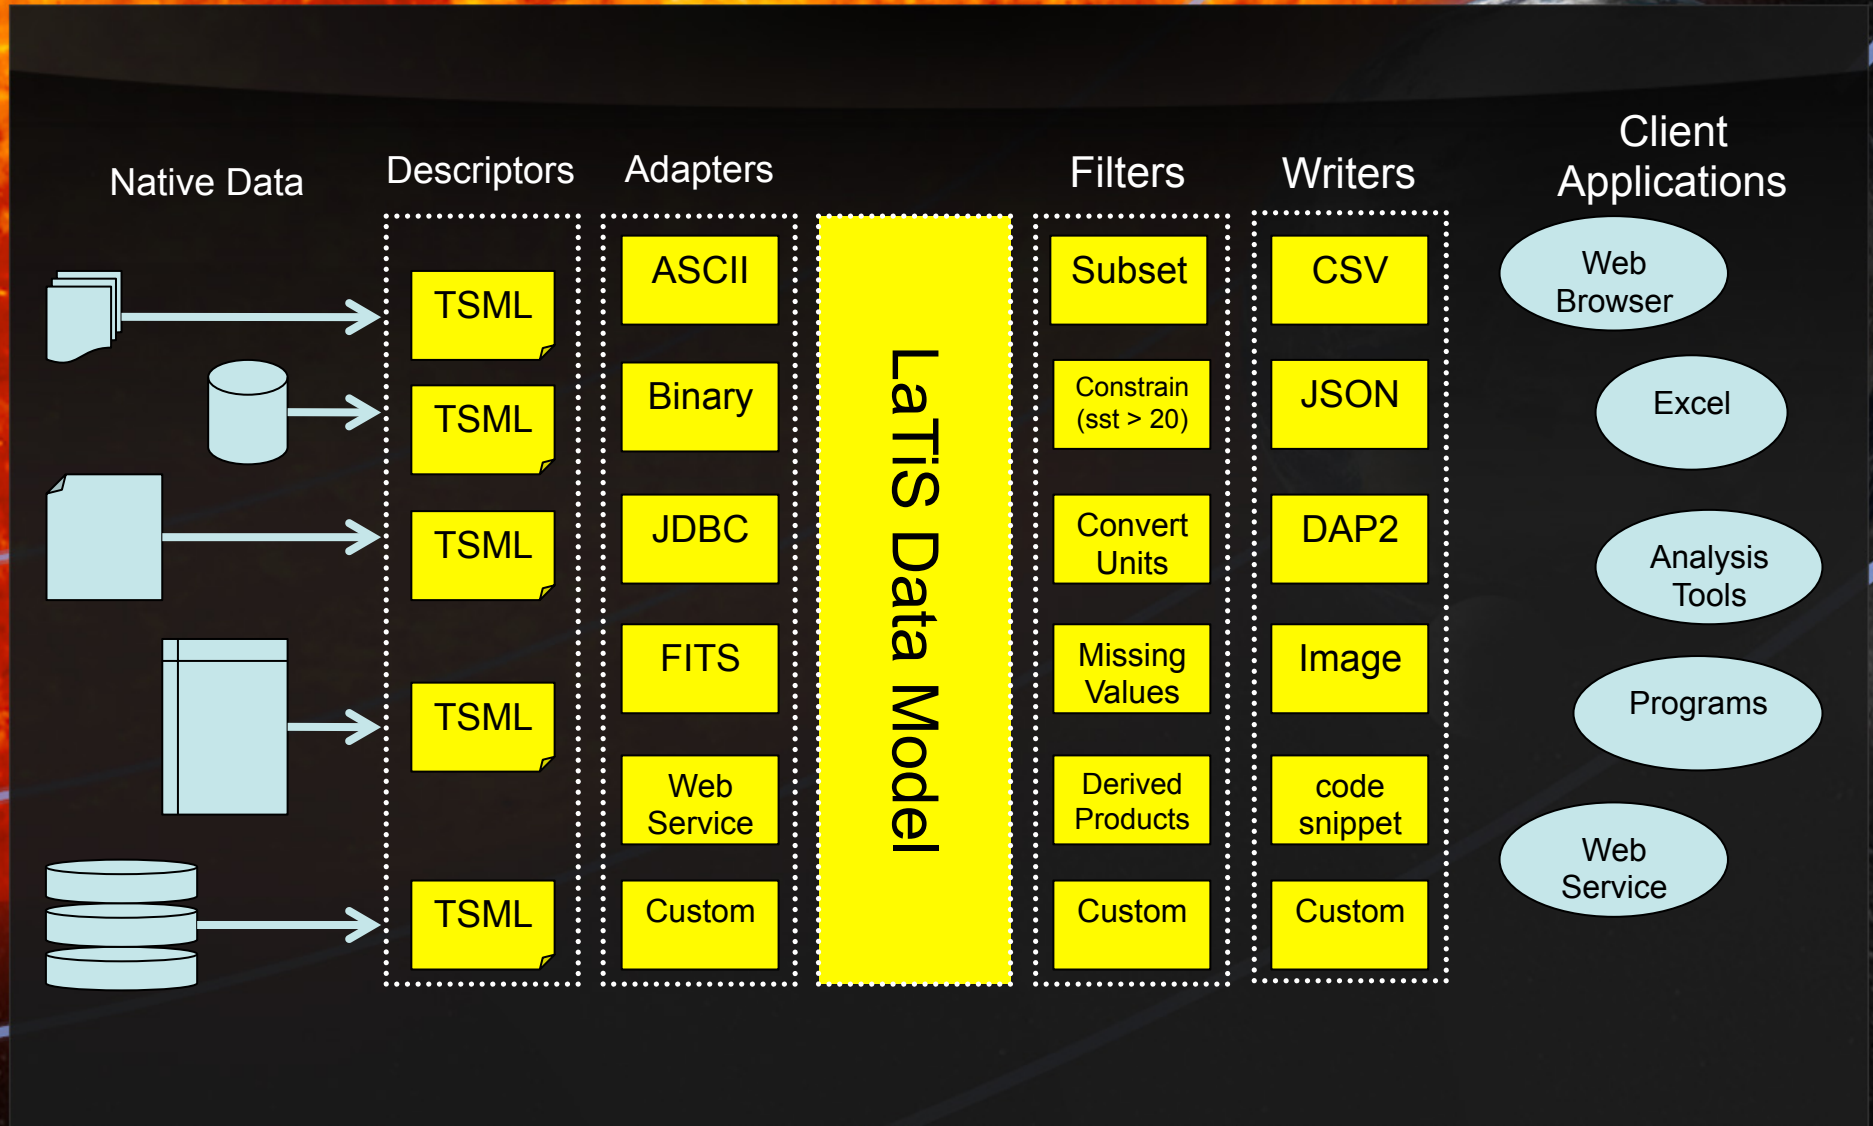 Native Data
Descriptors
TSML
TSML
TSML
TSML
TSML
Adapters
ASCII
Binary
JDBC
FITS
Web
Service
Custom
LaTiS Data Model
Filters
Subset
Constrain
(sst > 20)
Convert
Units
Missing
Values
Derived
Products
Custom
Writers
CSV
JSON
DAP2
Image
code
snippet
Custom
Client
Applications
Web
Browser
Excel
Analysis
Tools
Programs
Web
Service